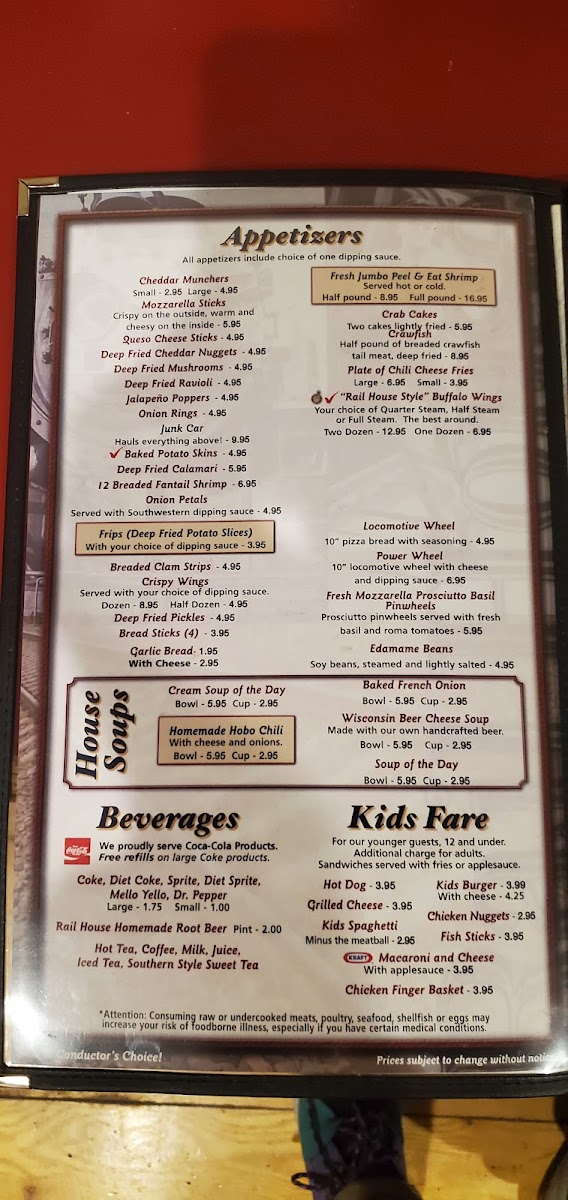 Appetizers
All appetizers include choice of one dipping sauce.
Cheddar Munchers
Small - 2.95 Large - 4.95
Mozzarella Sticks
Crispy on the outside, warm and
cheesy on the inside - 5.95
Queso Cheese Sticks - 4.95
Deep Fried Cheddar Nuggets - 4.95
Deep Fried Mushrooms - 4.95
Deep Fried Ravioli - 4.95
Jalapeño Poppers - 4.95
Onion Rings - 4.95
Junk Car
Hauls everything above! - 9.95
Baked Potato Skins - 4.95
Deep Fried Calamari - 5.95
12 Breaded Fantail Shrimp - 6.95
Onion Petals
Served with Southwestern dipping sauce - 4.95
Frips (Deep Fried Potato Slices)
With your choice of dipping sauce - 3.95
Breaded Clam Strips - 4.95
Crispy Wings
Served with your choice of dipping sauce.
Dozen - 8.95 Half Dozen - 4.95
Deep Fried Pickles - 4.95
Bread Sticks (4) - 3.95
Garlic Bread- 1.95
With Cheese - 2.95
Fresh Jumbo Peel & Eat Shrimp
Served hot or cold.
Half pound - 8.95 Full pound - 16.95
Crab Cakes
Two cakes lightly fried - 5.95
Crawfish
Half pound of breaded crawfish
tail meat, deep fried - 8.95
Plate of Chili Cheese Fries
Large - 6.95 Small - 3.95
"Rail House Style" Buffalo Wings
Your choice of Quarter Steam, Half Steam
or Full Steam. The best around.
Two Dozen - 12.95 One Dozen - 6.95
Locomotive Wheel
10" pizza bread with seasoning - 4.95
Power Wheel
10" locomotive wheel with cheese
and dipping sauce - 6.95
Fresh Mozzarella Prosciutto Basil
Pinwheels
Prosciutto pinwheels served with fresh
basil and roma tomatoes - 5.95
Edamame Beans
Soy beans, steamed and lightly salted - 4.95
House
Soups
Cream Soup of the Day
Bowl - 5.95 Cup - 2.95
Homemade Hobo Chili
With cheese and onions.
Bowl - 5.95 Cup - 2.95
Baked French Onion
Bowl - 5.95 Cup - 2.95
Wisconsin Beer Cheese Soup
Made with our own handcrafted beer.
Bowl - 5.95 Cup - 2.95
Soup of the Day
Bowl - 5.95 Cup - 2.95
Beverages
Coca-Cola
We proudly serve Coca-Cola Products.
Free refills on large Coke products.
Coke, Diet Coke, Sprite, Diet Sprite,
Mello Yello, Dr. Pepper
Large - 1.75 Small - 1.00
Rail House Homemade Root Beer Pint - 2.00
Hot Tea, Coffee, Milk, Juice,
Iced Tea, Southern Style Sweet Tea
Kids Fare
For our younger guests, 12 and under.
Additional charge for adults.
Sandwiches served with fries or applesauce.
Hot Dog - 3.95
Grilled Cheese - 3.95
Kids Spaghetti
Minus the meatball - 2.95
Kids Burger - 3.99
With cheese - 4.25
Chicken Nuggets - 2.95
Fish Sticks - 3.95
KRAFT Macaroni and Cheese
With applesauce - 3.95
Chicken Finger Basket - 3.95
*Attention: Consuming raw or undercooked meats, poultry, seafood, shellfish or eggs may
increase your risk of foodborne illness, especially if you have certain medical conditions.
Conductor's Choice!
Prices subject to change without